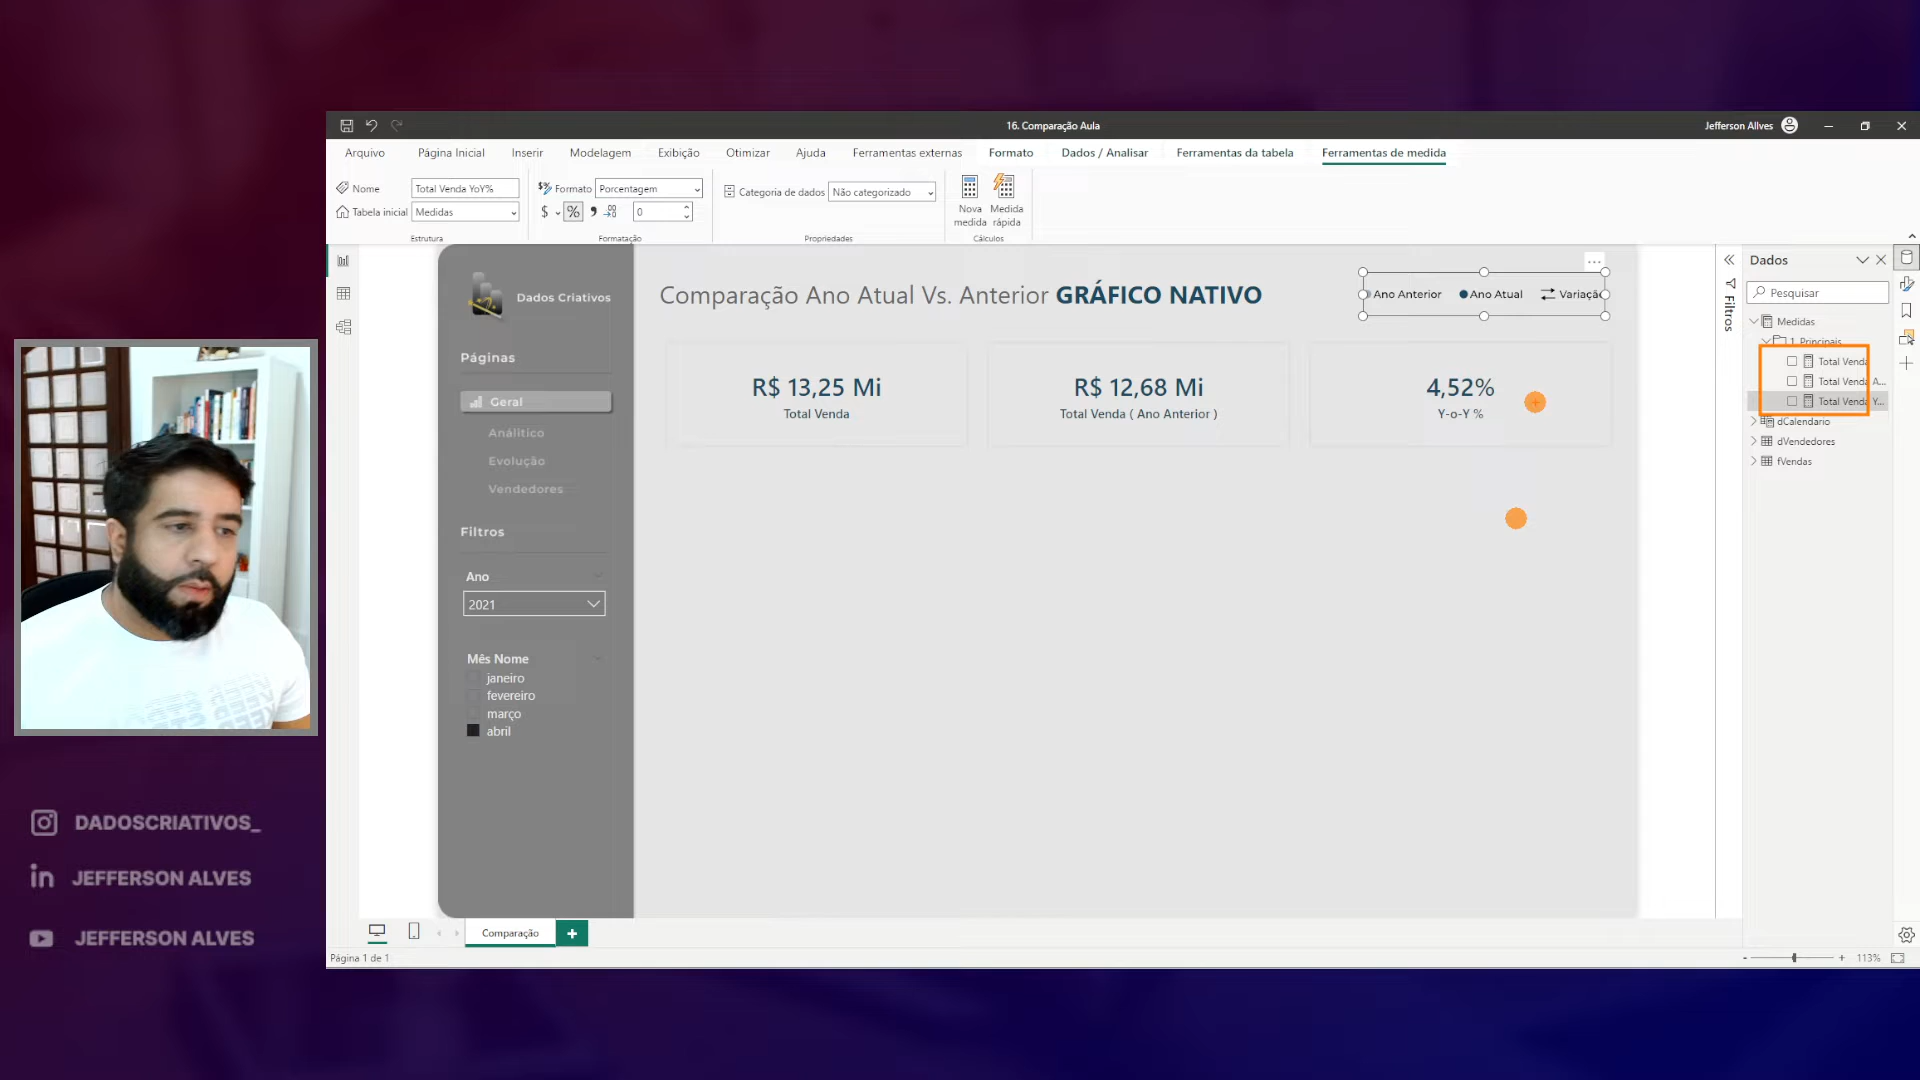 16. Comparação Aula
Jefferson Allves
Arquivo
Página Inicial
Inserir
Modelagem
Exibição
Otimizar
Ajuda
Ferramentas externas
Formato
Dados / Analisar
Ferramentas da tabela
Ferramentas de medida
Nome
Total Venda YoY%
Formato
Porcentagem
Tabela inicial
Medidas
$
%
0
Categoria de dados
Não categorizado
Nova medida
Medida rápida
Estrutura
Formatação
Propriedades
Cálculos
Dados Criativos
Páginas
Geral
Análitico
Evolução
Vendedores
Filtros
Ano
2021
Mês Nome
janeiro
fevereiro
março
abril
Comparação Ano Atual Vs. Anterior GRÁFICO NATIVO
Ano Anterior
Ano Atual
R$ 13,25 Mi
Total Venda
R$ 12,68 Mi
Total Venda ( Ano Anterior )
4,52%
Y-o-Y %
Filtros
Dados
Pesquisar
Medidas
1. Principais
Total Venda
Total Venda A...
Total Venda Y...
dCalendario
dVendedores
fVendas
DADOSCRIATIVOS_
JEFFERSON ALVES
JEFFERSON ALVES
Comparação
Página 1 de 1
113%